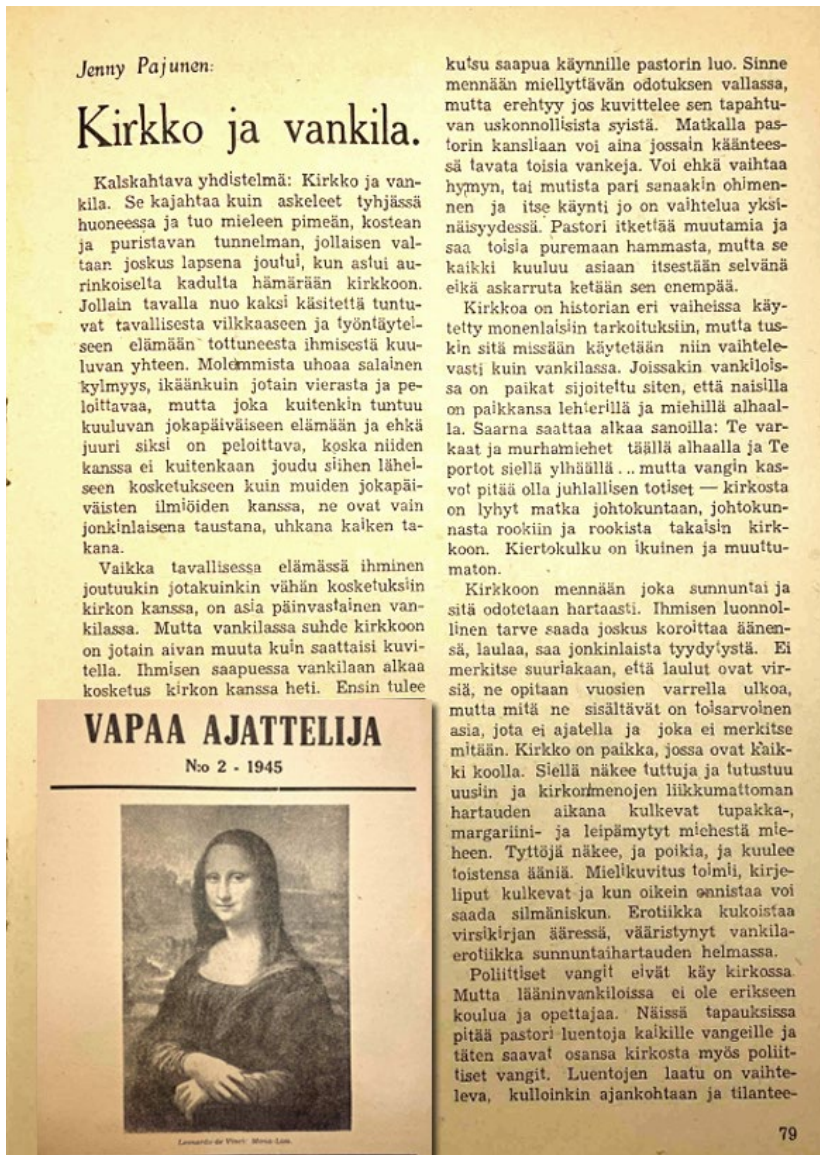 Jenny Pajunen:
Kirkko ja vankila.
Kalskahtava yhdistelmä: Kirkko ja van-
kila. Se kajahtaa kuin askeleet tyhjässä
huoneessa ja tuo mieleen pimeän, kostean
ja puristavan tunnelman, jollaisen val-
taan joskus lapsena joutui, kun astui au-
rinkoiselta kadulta hämärään kirkkoon.
Jollain tavalla nuo kaksi käsitettä tuntu-
vat tavallisesta vilkkaaseen ja työntäytei-
seen elämään tottuneesta ihmisestä kuu-
luvan yhteen. Molemmista uhoaa salainen
kylmyys, ikäänkuin jotain vierasta ja pe-
loittavaa, mutta joka kuitenkin tuntuu
kuuluvan jokapäiväiseen elämään ja ehkä
juuri siksi on peloittava, koska niiden
kanssa ei kuitenkaan joudu siihen lähei-
seen kosketukseen kuin muiden jokapäi-
väisten ilmiöiden kanssa, ne ovat vain
jonkinlaisena taustana, uhkana kaiken ta-
kana.
Vaikka tavallisessa elämässä ihminen
joutuukin jotakuinkin vähän kosketuksiin
kirkon kanssa, on asia päinvastainen van-
kilassa. Mutta vankilassa suhde kirkkoon
on jotain aivan muuta kuin saattaisi kuvi-
tella. Ihmisen saapuessa vankilaan alkaa
kosketus kirkon kanssa heti. Ensin tulee
VAPAA AJATTELIJA
N:o 2 - 1945
Leonardo de Vinci: Mona-Lisa.
kutsu saapua käynnille pastorin luo. Sinne
mennään miellyttävän odotuksen vallassa,
mutta erehtyy jos kuvittelee sen tapahtu-
van uskonnollisista syistä. Matkalla pas-
torin kansliaan voi aina jossain kääntees-
sä tavata toisia vankeja. Voi ehkä vaihtaa
hymyn, tai mutista pari sanaakin ohimen-
nen ja itse käynti jo on vaihtelua yksi-
näisyydessä. Pastori itkettää muutamia ja
saa toisia puremaan hammasta, mutta se
kaikki kuuluu asiaan itsestään selvänä
eikä askarruta ketään sen enempää.
Kirkkoa on historian eri vaiheissa käy-
tetty monenlaisiin tarkoituksiin, mutta tus-
kin sitä missään käytetään niin vaihtele-
vasti kuin vankilassa. Joissakin vankilois-
sa on paikat sijoitettu siten, että naisilla
on paikkansa lehterillä ja miehillä alhaal-
la. Saarna saattaa alkaa sanoilla: Te var-
kaat ja murhamiehet täällä alhaalla ja Te
portot siellä ylhäällä ... mutta vangin kas-
vot pitää olla juhlalliset totiset — kirkosta
on lyhyt matka johtokuntaan, johtokun-
nasta rookiin ja rookista takaisin kirk-
koon. Kiertokulku on ikuinen ja muuttu-
maton.
Kirkkoon mennään joka sunnuntai ja
sitä odotetaan hartaasti. Ihmisen luonnol-
linen tarve saada joskus koroittaa äänen-
sä, laulaa, saa jonkinlaista tyydytystä. Ei
merkitse suuriakaan, että laulut ovat vir-
siä, ne opitaan vuosien varrella ulkoa,
mutta mitä ne sisältävät on toisarvoinen
asia, jota ei ajatella ja joka ei merkitse
mitään. Kirkko on paikka, jossa ovat kaik-
ki koolla. Siellä näkee tuttuja ja tutustuu
uusiin ja kirkonmenojen liikkumattoman
hartauden aikana kulkevat tupakka-,
margariini- ja leipämytyt miehestä mie-
heen. Tyttöjä näkee, ja poikia, ja kuulee
toistensa ääniä. Mielikuvitus toimii, kirje-
liput kulkevat ja kun oikein onnistaa voi
saada silmäniskun. Erotiikka kukoistaa
virsikirjan ääressä, vääristynyt vankila-
erotiikka sunnuntaihartauden helmassa.
Poliittiset vangit eivät käy kirkossa.
Mutta lääninvankiloissa ei ole erikseen
koulua ja opettajaa. Näissä tapauksissa
pitää pastori luentoja kaikille vangeille ja
täten saavat osansa kirkosta myös poliit-
tiset vangit. Luentojen laatu on vaihte-
leva, kulloinkin ajankohtaan ja tilantee-
79